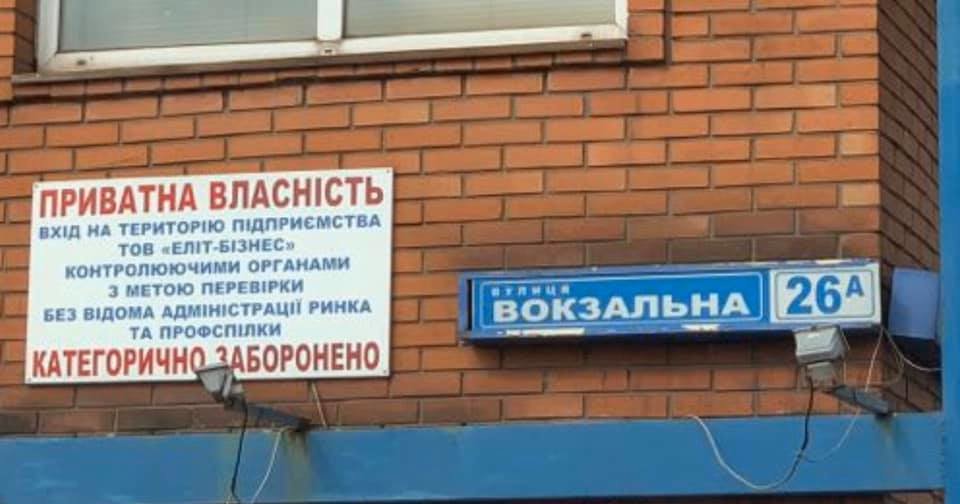 ПРИВАТНА ВЛАСНІСТЬ
ВХІД НА ТЕРИТОРІЮ ПІДПРИЄМСТВА
ТОВ «ЕЛІТ-БІЗНЕС»
КОНТРОЛЮЮЧИМИ ОРГАНАМИ
З МЕТОЮ ПЕРЕВІРКИ
БЕЗ ВІДОМА АДМІНІСТРАЦІЇ РИНКА
ТА ПРОФСПІЛКИ
КАТЕГОРИЧНО ЗАБОРОНЕНО
ВУЛИЦЯ
ВОКЗАЛЬНА 26А